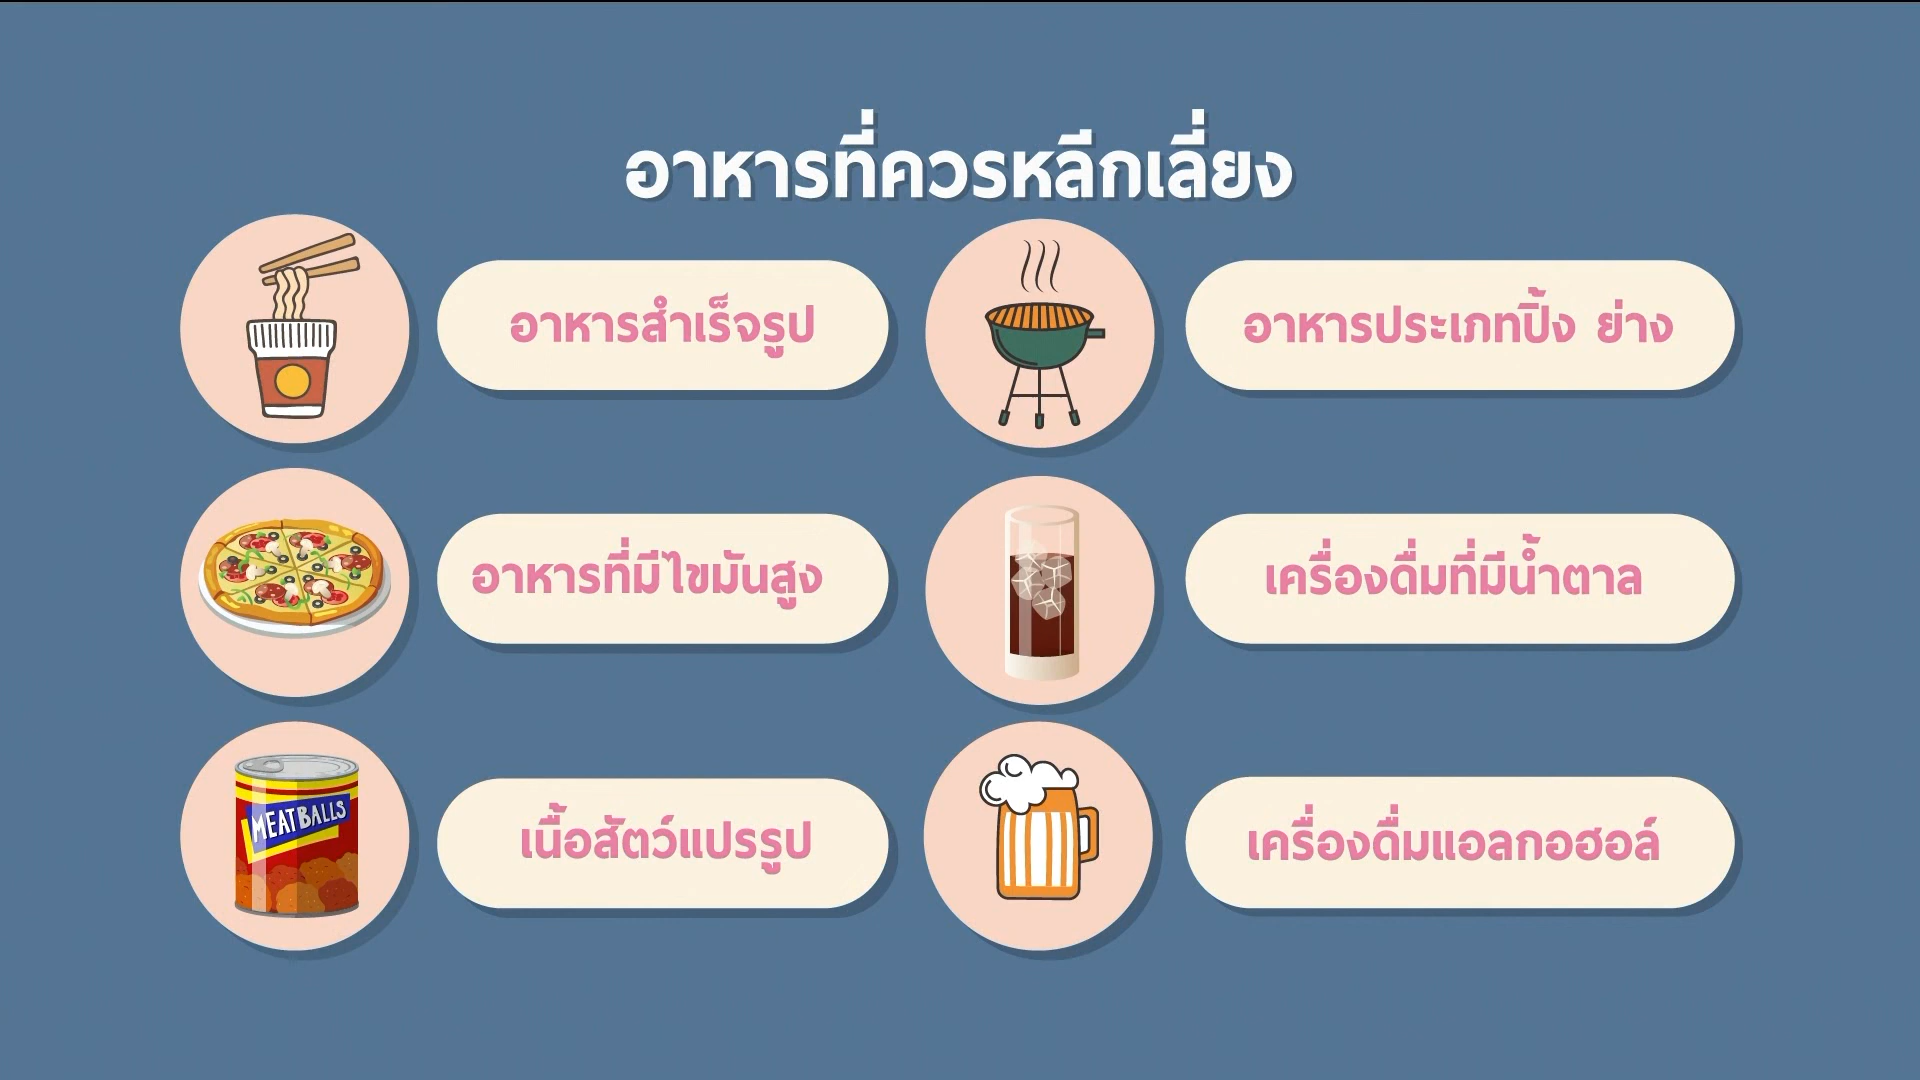 อาหารที่ควรหลีกเลี่ยง
อาหารสำเร็จรูป
อาหารประเภทปิ้ง ย่าง
อาหารที่มีไขมันสูง
เครื่องดื่มที่มีน้ำตาล
MEATBALLS
เนื้อสัตว์แปรรูป
เครื่องดื่มแอลกอฮอล์